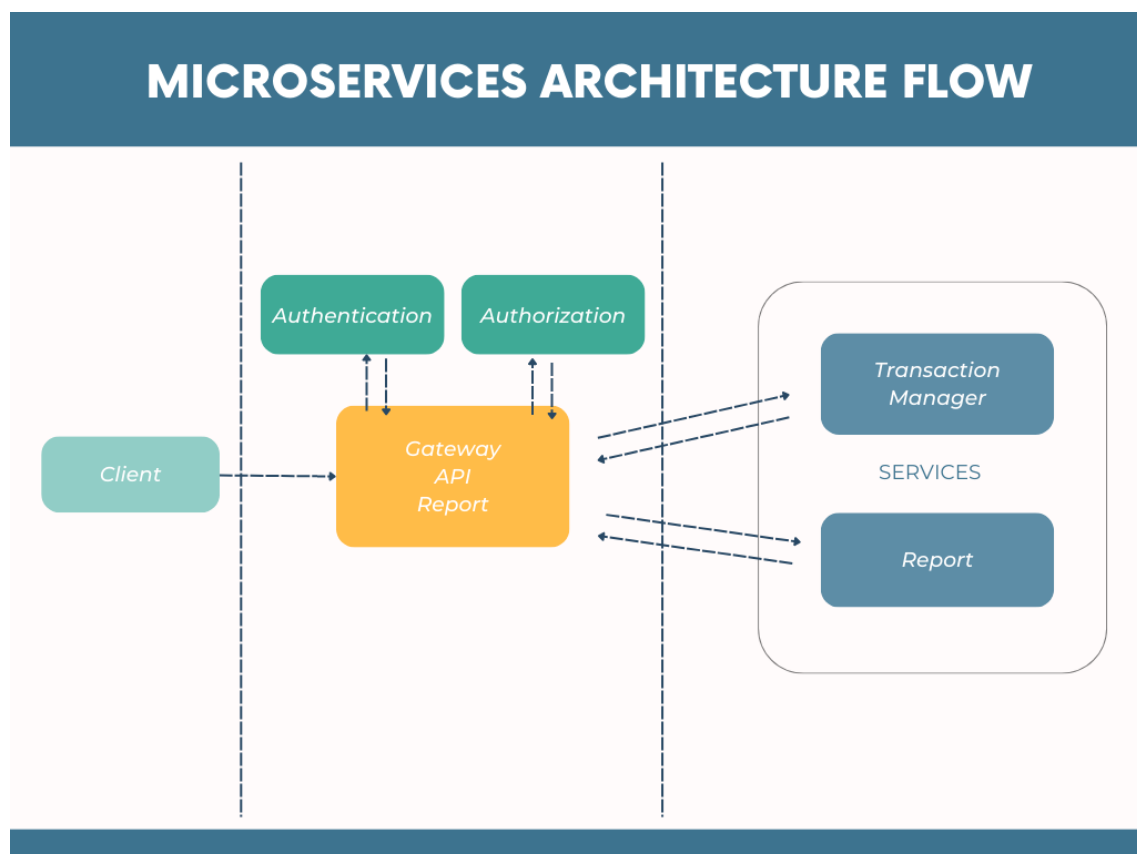 MICROSERVICES ARCHITECTURE FLOW
Authentication
Authorization
Client
Gateway
API
Report
Transaction
Manager
SERVICES
Report